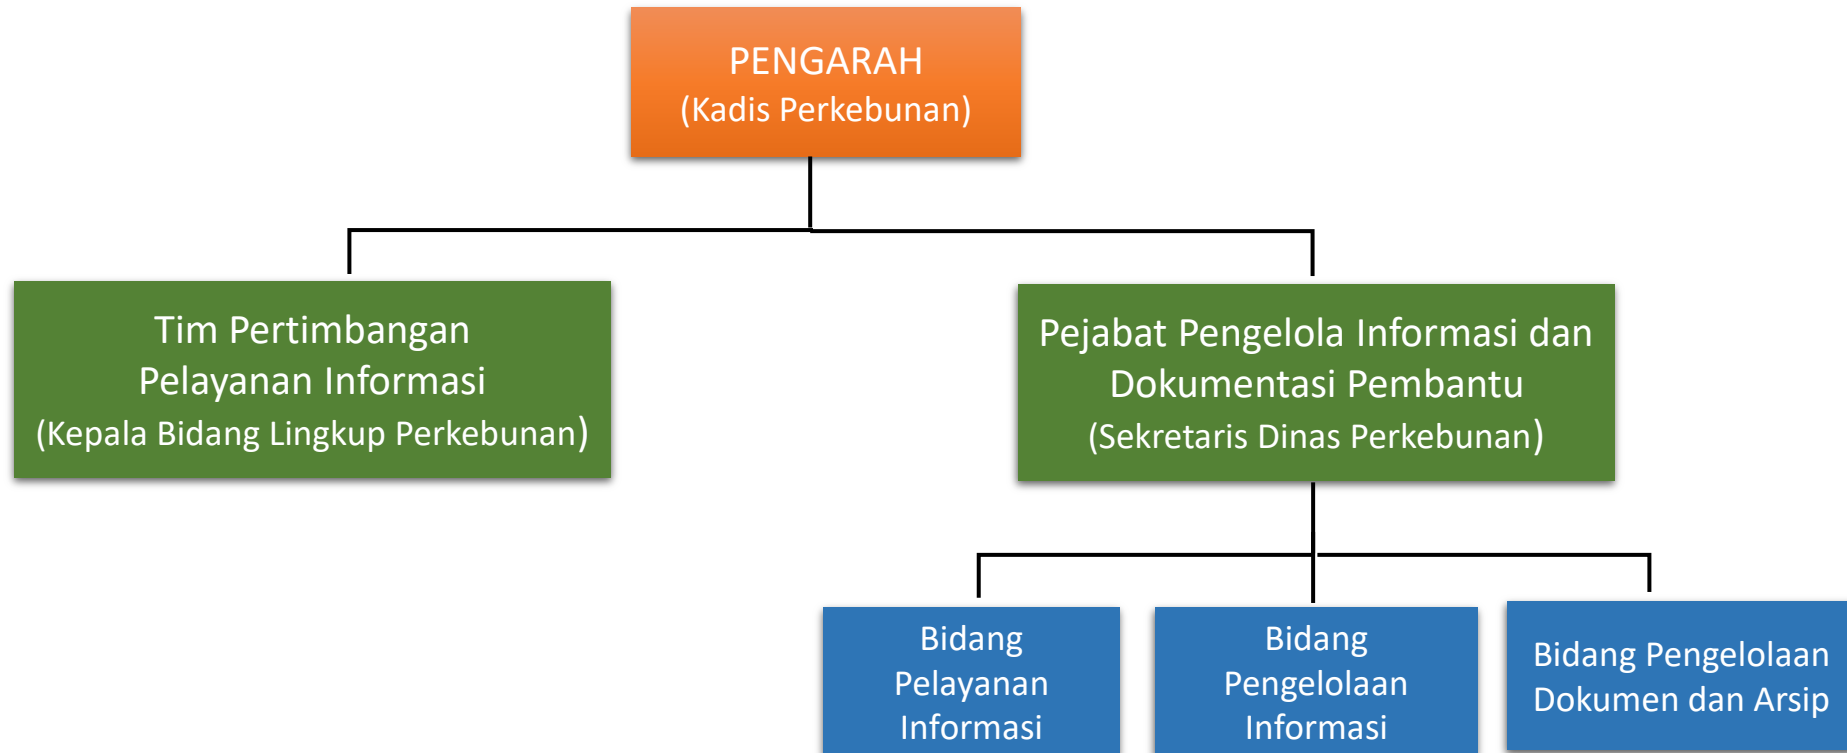 PENGARAH
(Kadis Perkebunan)
Tim Pertimbangan
Pelayanan Informasi
(Kepala Bidang Lingkup Perkebunan)
Pejabat Pengelola Informasi dan
Dokumentasi Pembantu
(Sekretaris Dinas Perkebunan)
Bidang
Pelayanan
Informasi
Bidang
Pengelolaan
Informasi
Bidang Pengelolaan
Dokumen dan Arsip